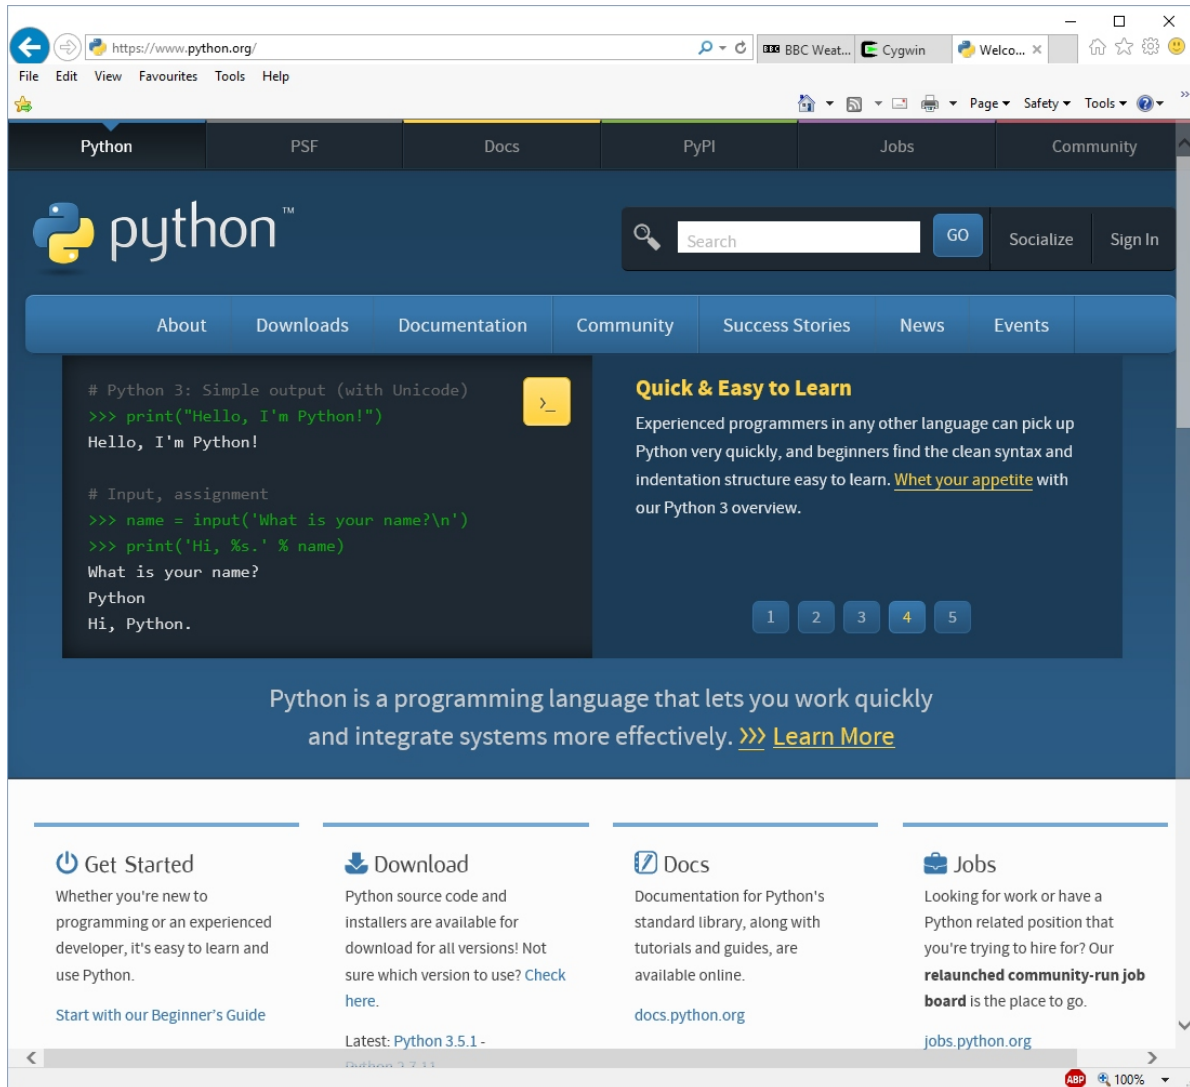 https://www.python.org/
BBC Weat...
Cygwin
Welco...
File Edit View Favourites Tools Help
Page Safety Tools
Python PSF Docs PyPI Jobs Community
python™
Search
GO
Socialize
Sign In
About Downloads Documentation Community Success Stories News Events
# Python 3: Simple output (with Unicode)
>>> print("Hello, I'm Python!")
Hello, I'm Python!
# Input, assignment
>>> name = input('What is your name?\n')
>>> print('Hi, %s.' % name)
What is your name?
Python
Hi, Python.
>_
Quick & Easy to Learn
Experienced programmers in any other language can pick up
Python very quickly, and beginners find the clean syntax and
indentation structure easy to learn. Whet your appetite with
our Python 3 overview.
1 2 3 4 5
Python is a programming language that lets you work quickly
and integrate systems more effectively. >>> Learn More
Get Started
Whether you're new to
programming or an experienced
developer, it's easy to learn and
use Python.
Start with our Beginner's Guide
Download
Python source code and
installers are available for
download for all versions! Not
sure which version to use? Check
here.
Latest: Python 3.5.1 -
Python 2.7.11
Docs
Documentation for Python's
standard library, along with
tutorials and guides, are
available online.
docs.python.org
Jobs
Looking for work or have a
Python related position that
you're trying to hire for? Our
relaunched community-run job
board is the place to go.
jobs.python.org
ABP
100%